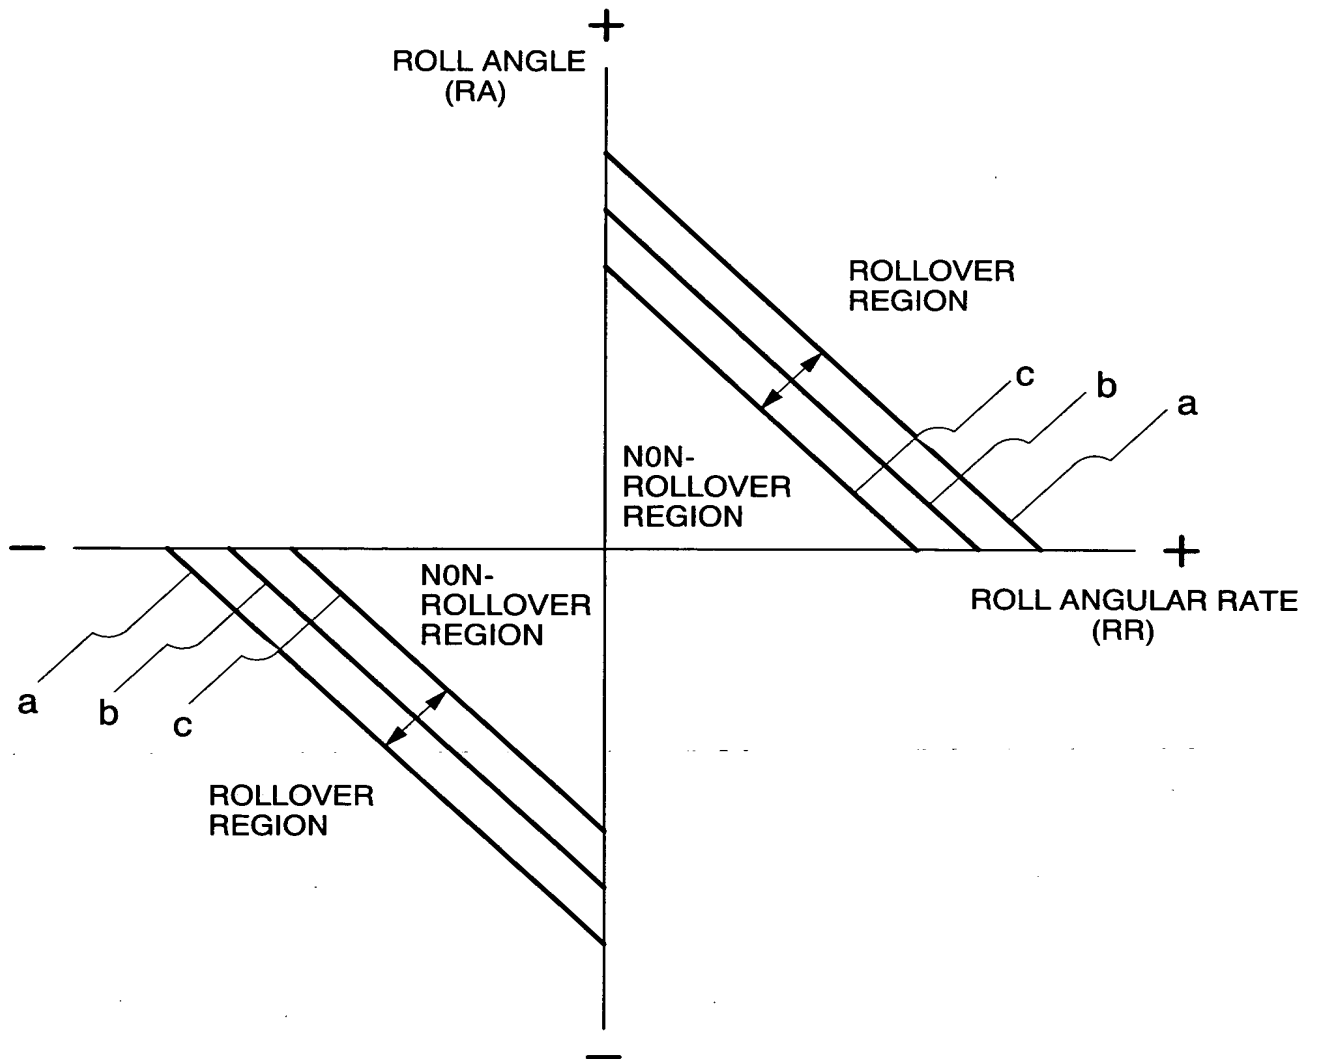 +
ROLL ANGLE
(RA)
ROLLOVER
REGION
c
b
a
N0N-
ROLLOVER
REGION
−
+
N0N-
ROLLOVER
REGION
ROLL ANGULAR RATE
(RR)
a
b
c
ROLLOVER
REGION
−